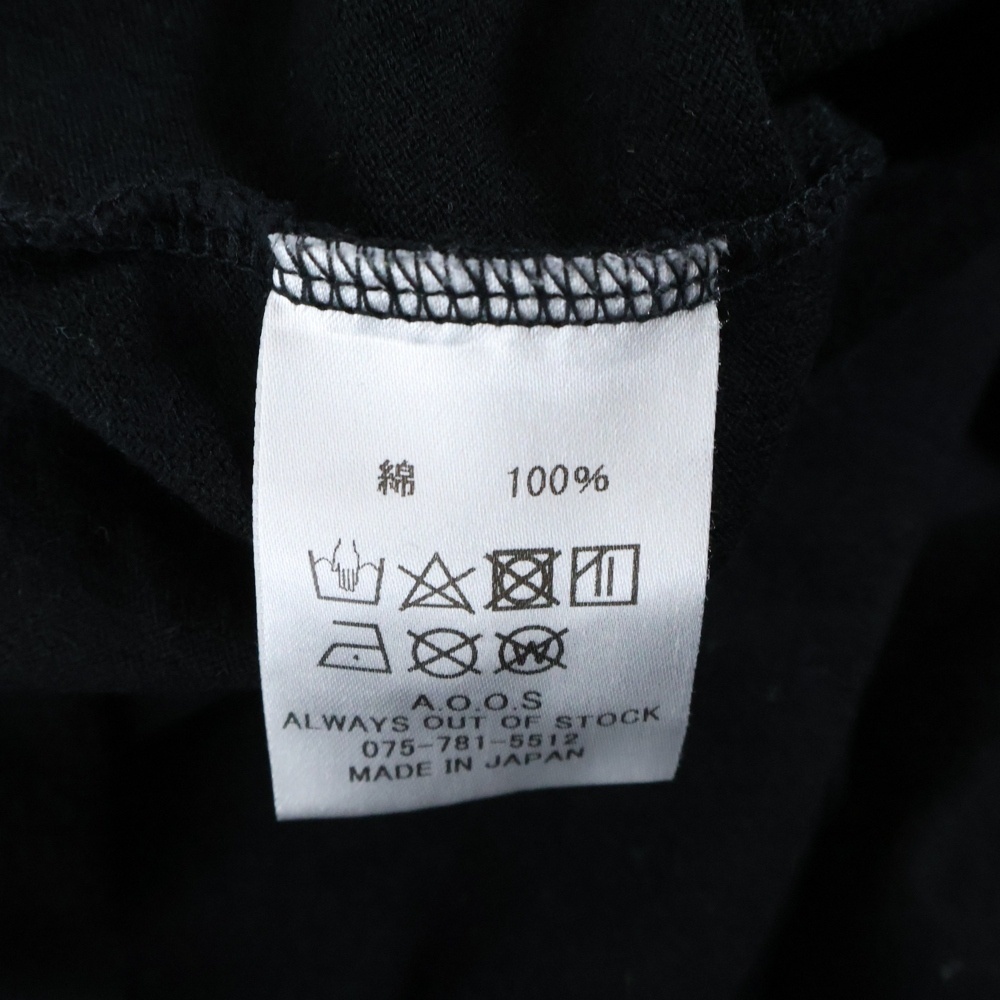 綿 100%
A.O.O.S
ALWAYS OUT OF STOCK
075-781-5512
MADE IN JAPAN